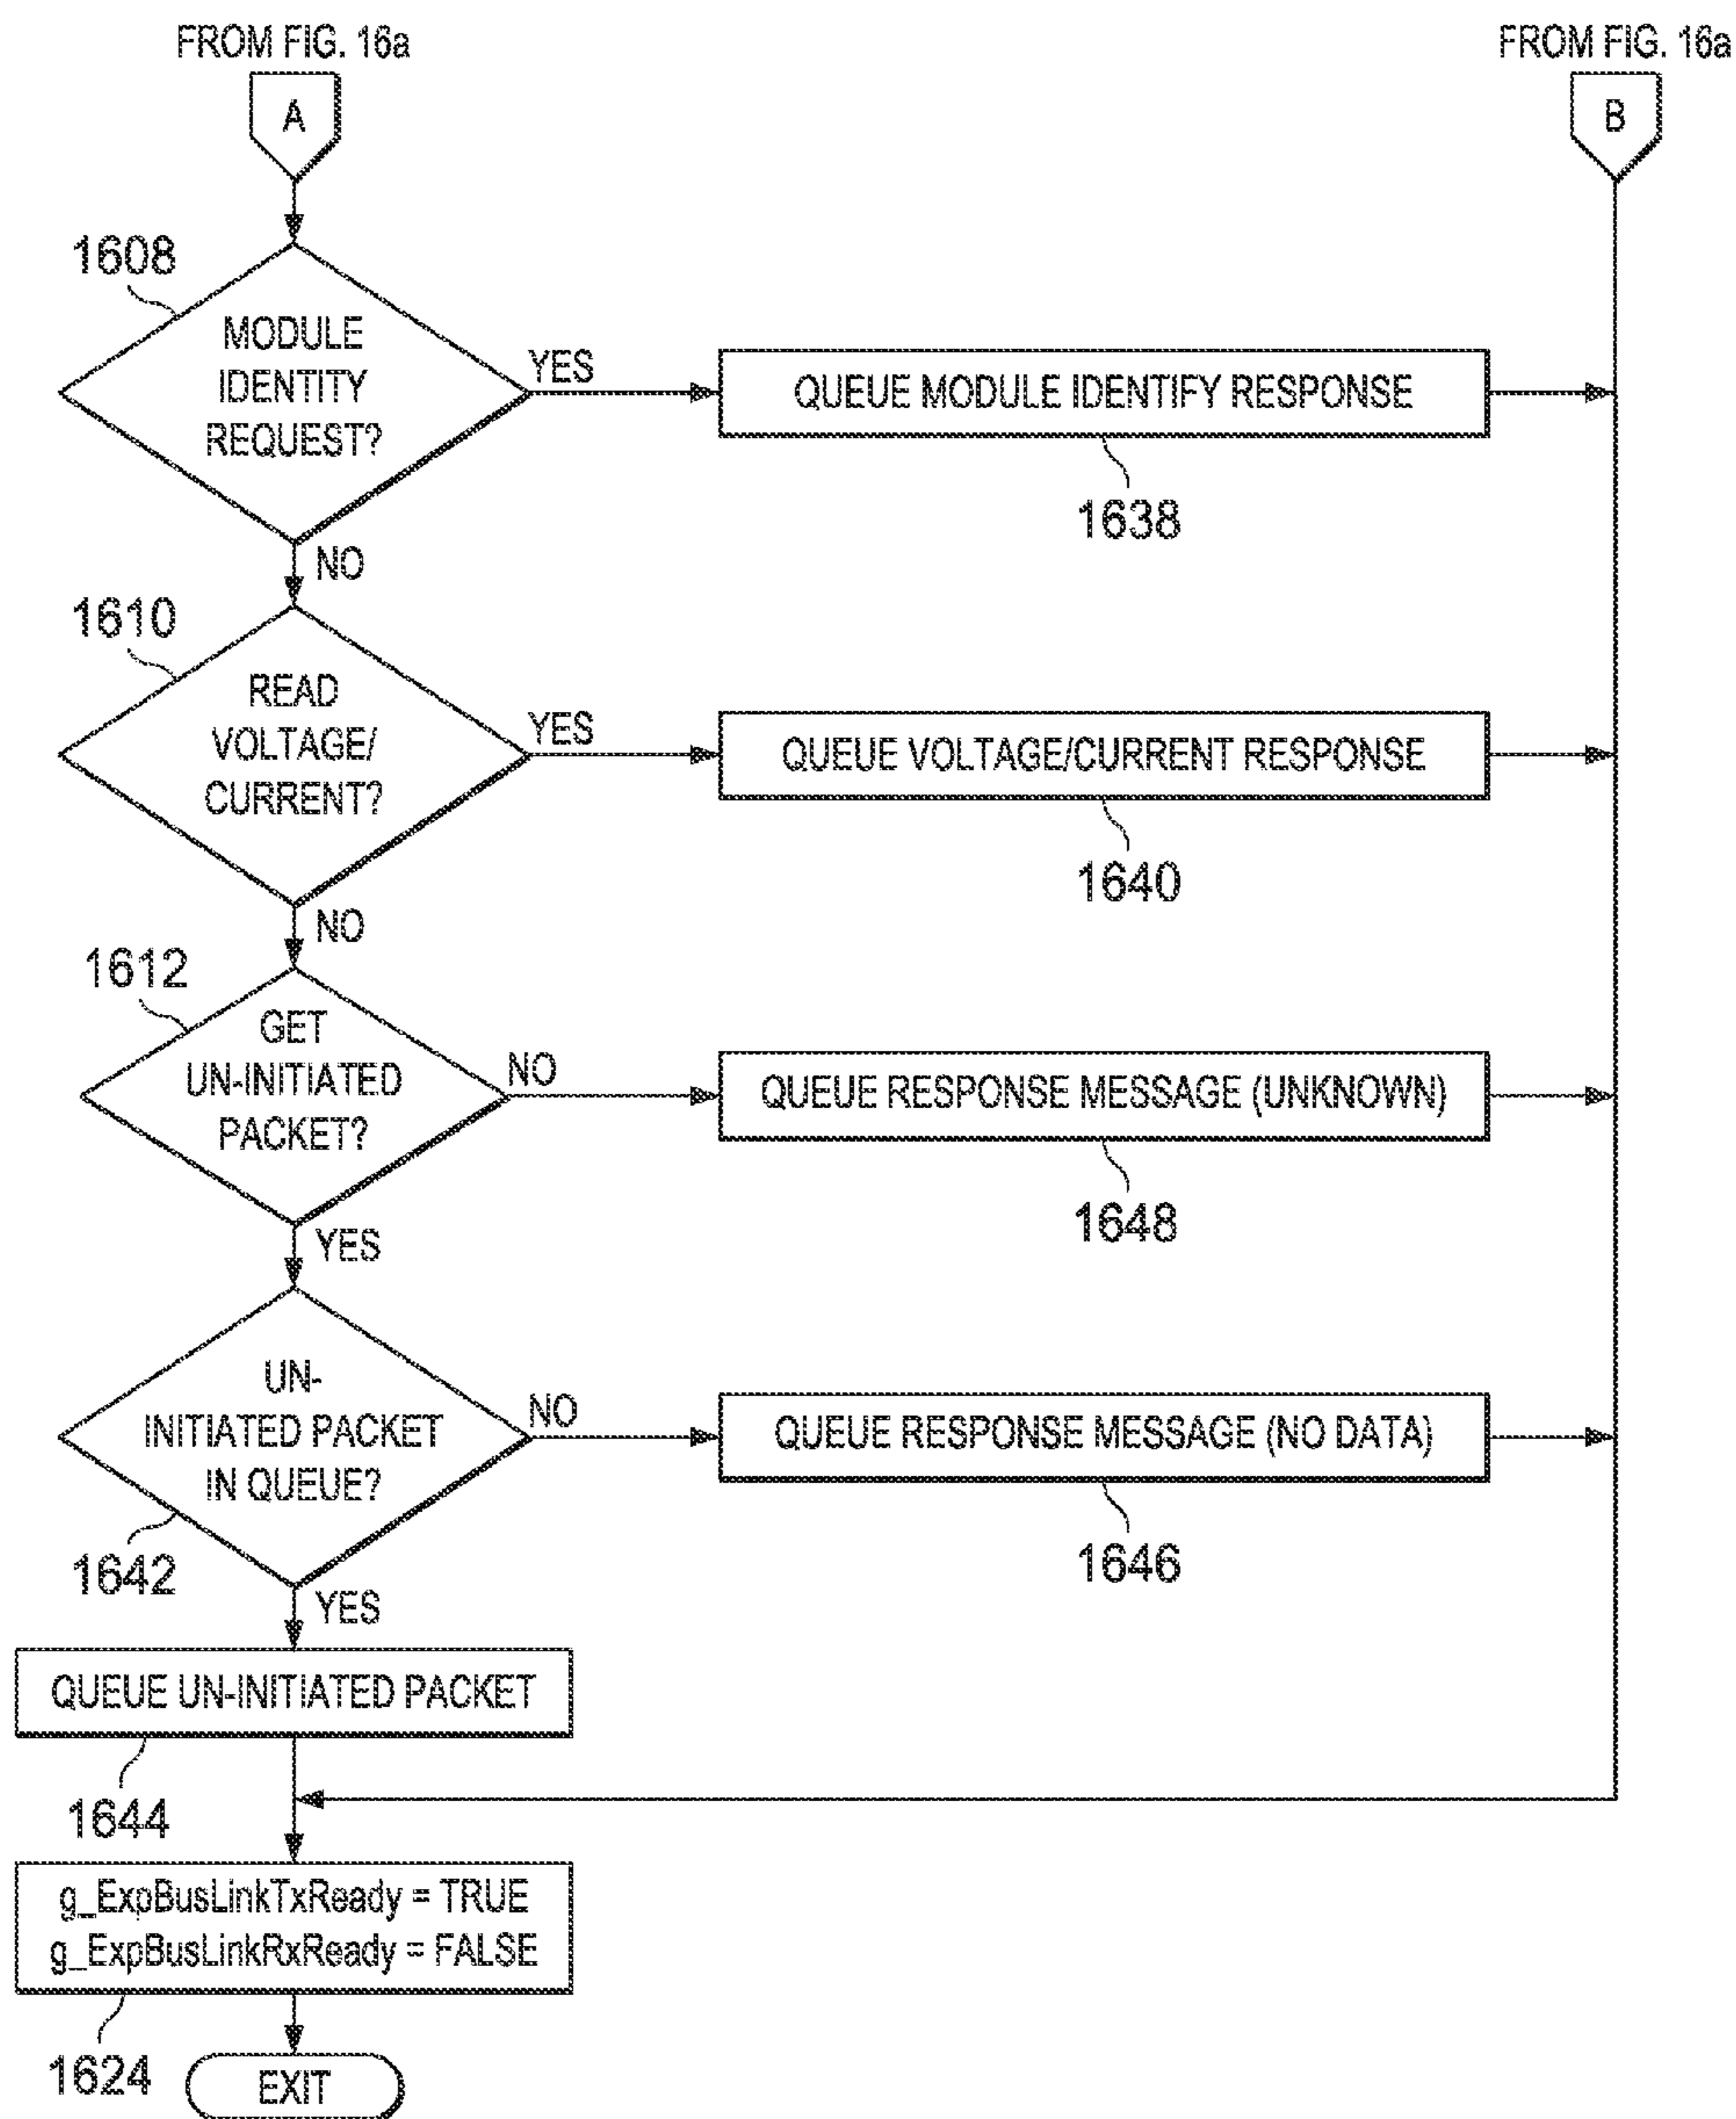 FROM FIG. 16a
A
FROM FIG. 16a
B
1608
MODULE
IDENTITY
REQUEST?
YES
QUEUE MODULE IDENTIFY RESPONSE
1638
NO
1610
READ
VOLTAGE/
CURRENT?
YES
QUEUE VOLTAGE/CURRENT RESPONSE
1640
NO
1612
GET
UN-INITIATED
PACKET?
NO
QUEUE RESPONSE MESSAGE (UNKNOWN)
1648
YES
UN-
INITIATED PACKET
IN QUEUE?
NO
QUEUE RESPONSE MESSAGE (NO DATA)
1646
1642
YES
QUEUE UN-INITIATED PACKET
1644
g_ExpBusLinkTxReady = TRUE
g_ExpBusLinkRxReady = FALSE
1624
EXIT